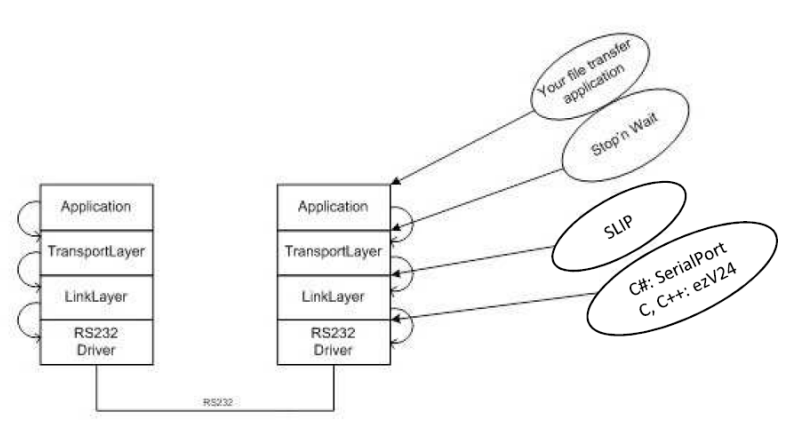 Your file transfer
application
Stop'n Wait
SLIP
C#: SerialPort
C, C++: ezV24
Application
TransportLayer
LinkLayer
RS232
Driver
Application
TransportLayer
LinkLayer
RS232
Driver
RS232